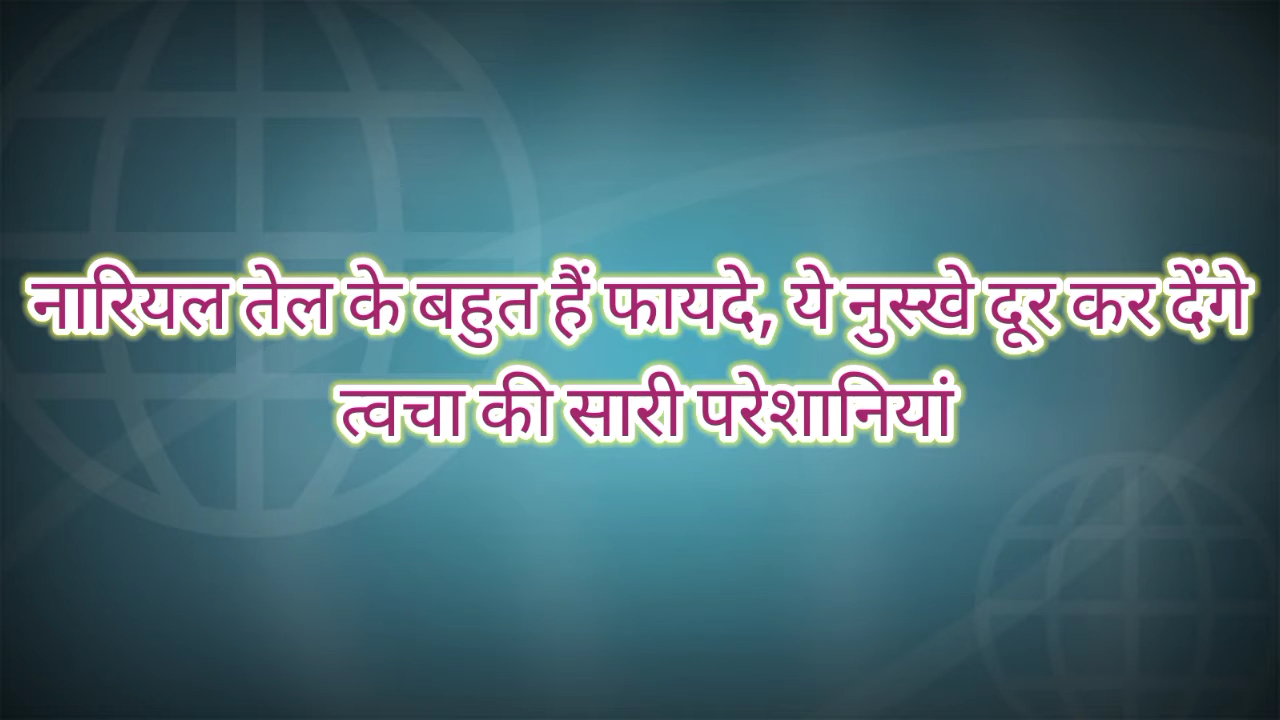 नारियल तेल के बहुत हैं फायदे, ये नुस्खे दूर कर देंगे
त्वचा की सारी परेशानियां